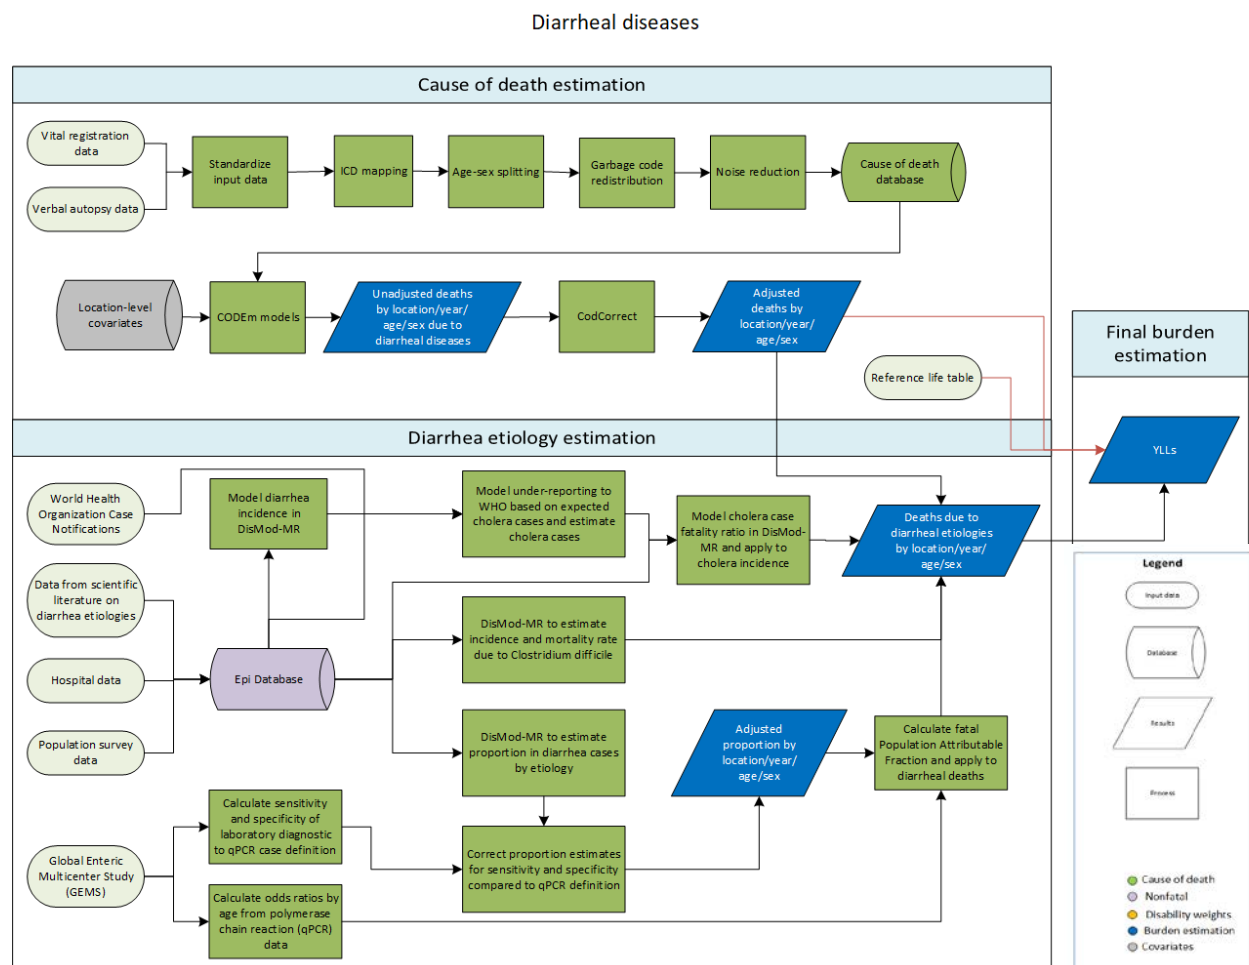 Diarrheal diseases
Cause of death estimation
Vital registration
data
Verbal autopsy data
Standardize
input data
ICD mapping
Age-sex splitting
Garbage code
redistribution
Noise reduction
Cause of death
database
Location-level
covariates
CODEm models
Unadjusted deaths
by location/year/
age/sex due to
diarrheal diseases
CodCorrect
Adjusted
deaths by
location/year/
age/sex
Reference life table
Final burden
estimation
YLLs
Diarrhea etiology estimation
World Health
Organization Case
Notifications
Data from scientific
literature on
diarrhea etiologies
Hospital data
Population survey
data
Global Enteric
Multicenter Study
(GEMS)
Model diarrhea
incidence in
DisMod-MR
Epi Database
Calculate sensitivity
and specificity of
laboratory diagnostic
to qPCR case definition
Calculate odds ratios by
age from polymerase
chain reaction (qPCR)
data
Model under-reporting to
WHO based on expected
cholera cases and estimate
cholera cases
DisMod-MR to estimate
incidence and mortality rate
due to Clostridium difficile
DisMod-MR to estimate
proportion in diarrhea cases
by etiology
Correct proportion estimates
for sensitivity and specificity
compared to qPCR definition
Model cholera case
fatality ratio in DisMod-
MR and apply to
cholera incidence
Adjusted
proportion by
location/year/
age/sex
Deaths due to
diarrheal etiologies
by location/year/
age/sex
Calculate fatal
Population Attributable
Fraction and apply to
diarrheal deaths
Legend
Input data
Database
Results
Process
Cause of death
Nonfatal
Disability weights
Burden estimation
Covariates